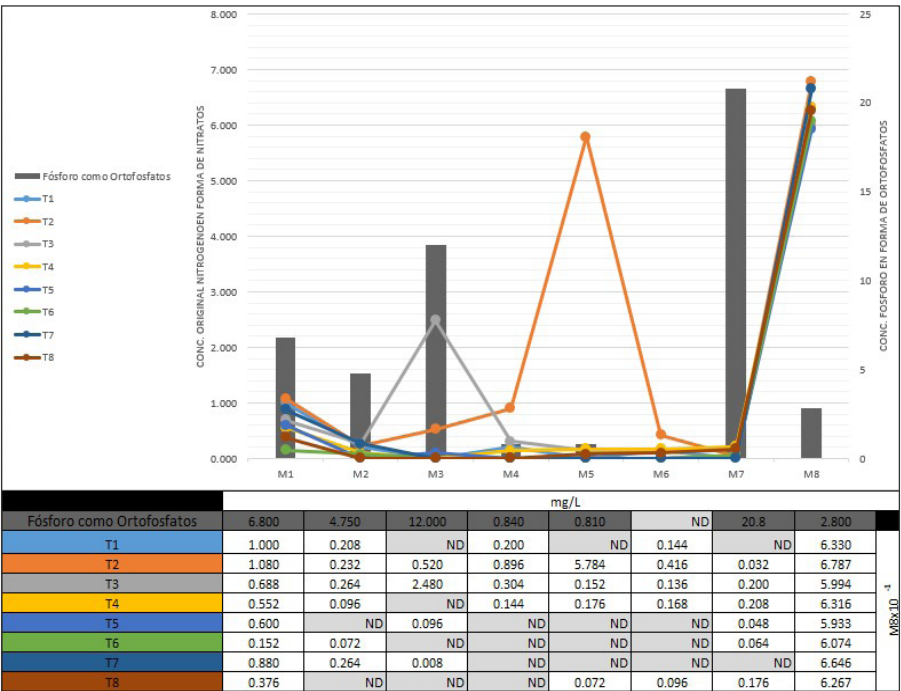 8.000
7.000
6.000
5.000
4.000
3.000
2.000
1.000
0.000
CONC. ORIGINAL NITROGENOEN FORMA DE NITRATOS
25
20
15
10
5
0
CONC. FOSFORO EN FORMA DE ORTOFOSFATOS
Fósforo como Ortofosfatos
T1
T2
T3
T4
T5
T6
T7
T8
M1 M2 M3 M4 M5 M6 M7 M8
mg/L
Fósforo como Ortofosfatos 6.800 4.750 12.000 0.840 0.810 ND 20.8 2.800
T1 1.000 0.208 ND 0.200 ND 0.144 ND 6.330
T2 1.080 0.232 0.520 0.896 5.784 0.416 0.032 6.787
T3 0.688 0.264 2.480 0.304 0.152 0.136 0.200 5.994
T4 0.552 0.096 ND 0.144 0.176 0.168 0.208 6.316
T5 0.600 ND 0.096 ND ND ND 0.048 5.933
T6 0.152 0.072 ND ND ND ND 0.064 6.074
T7 0.880 0.264 0.008 ND ND ND ND 6.646
T8 0.376 ND ND ND 0.072 0.096 0.176 6.267
M8x10 -1